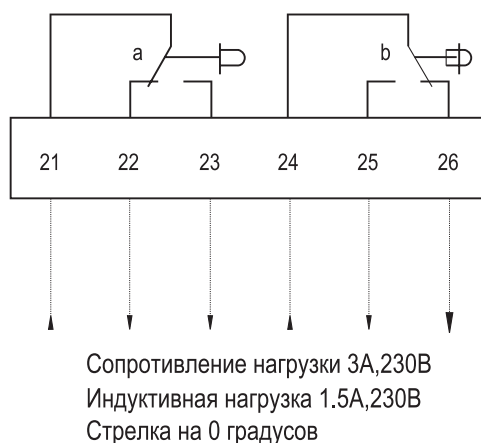 a b
21 22 23 24 25 26
Сопротивление нагрузки 3А,230В
Индуктивная нагрузка 1.5А,230В
Стрелка на 0 градусов